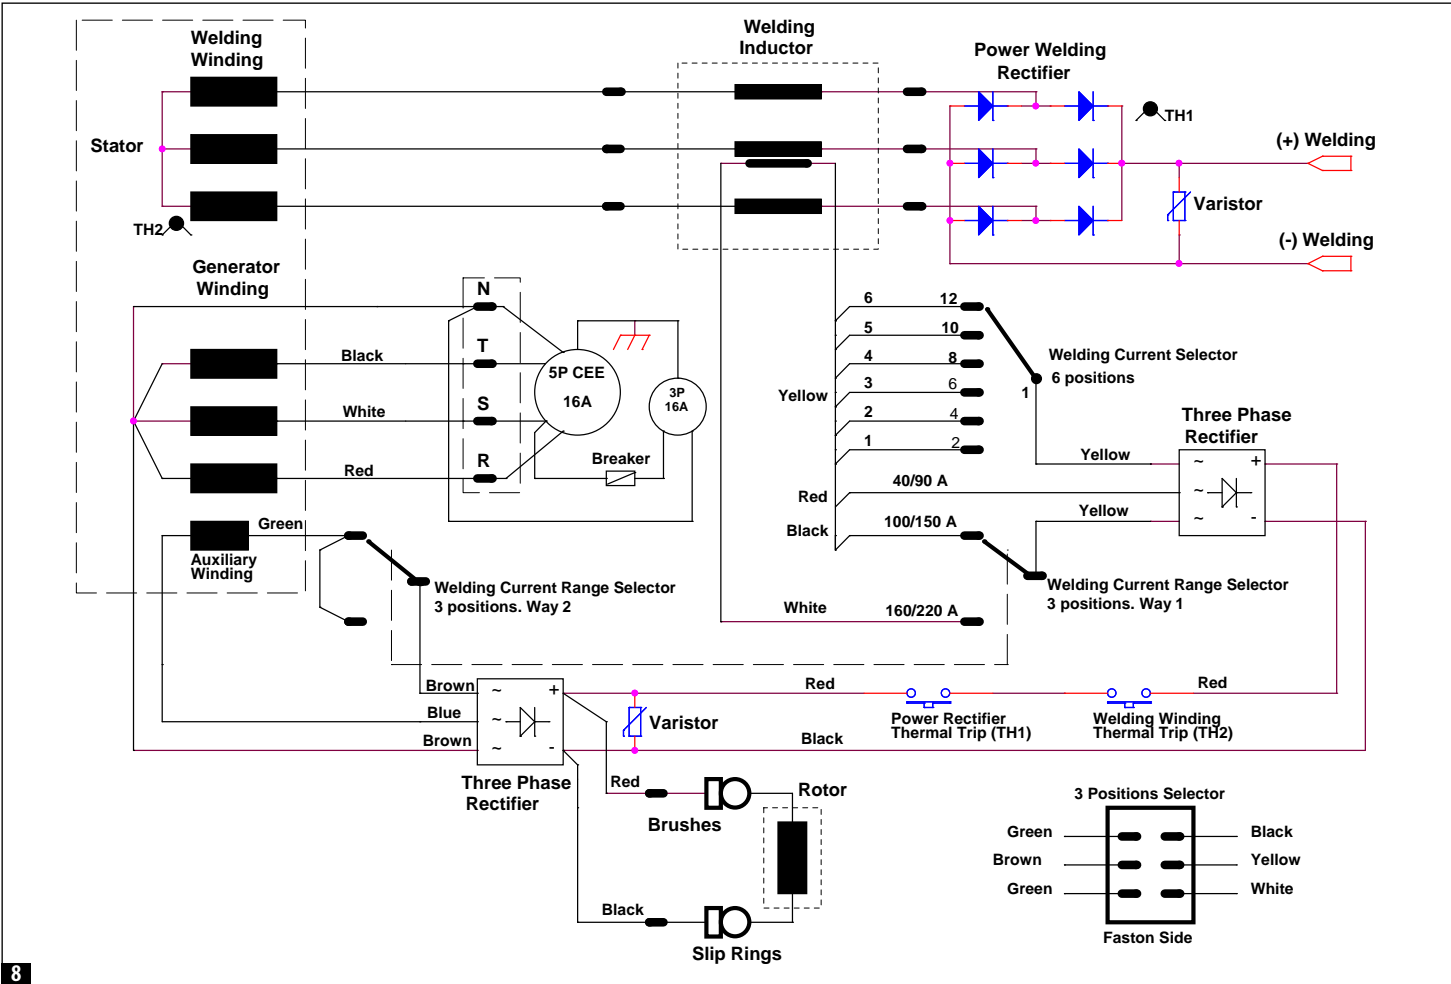 Welding
Winding
Welding
Inductor
Power Welding
Rectifier
TH1
(+) Welding
Stator
Varistor
TH2
(-) Welding
Generator
Winding
N
T
S
R
Black
White
Red
5P CEE
16A
3P
16A
Breaker
6 12
5 10
4 8
3 6
2 4
1 2
Yellow
Welding Current Selector
6 positions
1
Three Phase
Rectifier
Yellow
~ +
~
~ -
Red
40/90 A
Yellow
Black
100/150 A
Green
Auxiliary
Winding
Welding Current Range Selector
3 positions. Way 2
Welding Current Range Selector
3 positions. Way 1
White
160/220 A
Brown
Blue
Brown
~ +
~
~ -
Three Phase
Rectifier
Varistor
Red
Red
Power Rectifier
Thermal Trip (TH1)
Welding Winding
Thermal Trip (TH2)
Black
Red
Brushes
Rotor
Black
Slip Rings
3 Positions Selector
Green Black
Brown Yellow
Green White
Faston Side
8